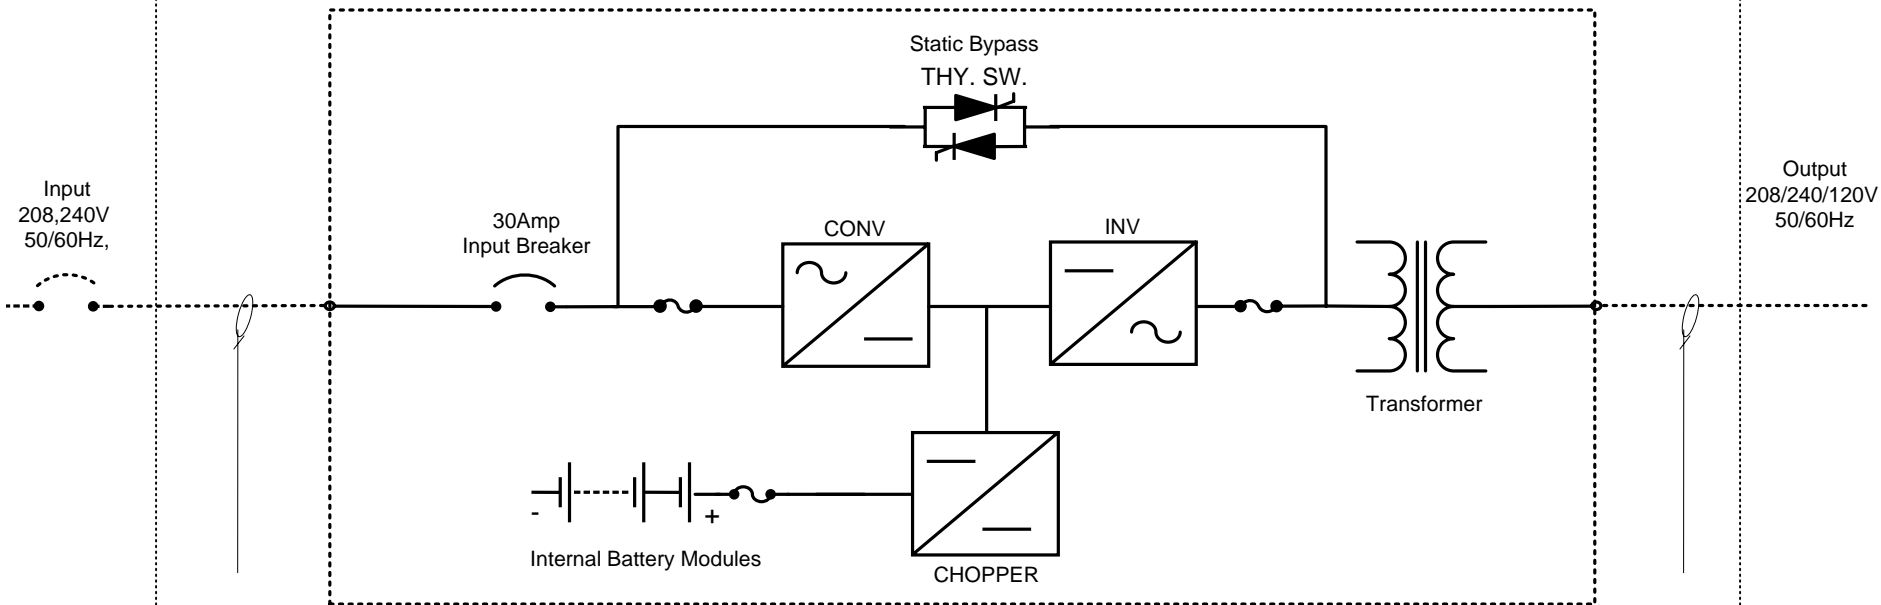 Static Bypass
THY. SW.
Input
208,240V
50/60Hz,
30Amp
Input Breaker
CONV
INV
Output
208/240/120V
50/60Hz
Transformer
-
+
Internal Battery Modules
CHOPPER